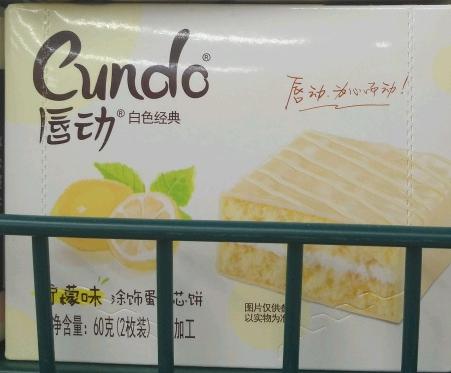 Cundo®
唇动®白色经典
唇动,为心而动!
柠檬味 涂饰蛋 芯饼
净含量: 60克(2枚装) 加工
图片仅供
以实物为准